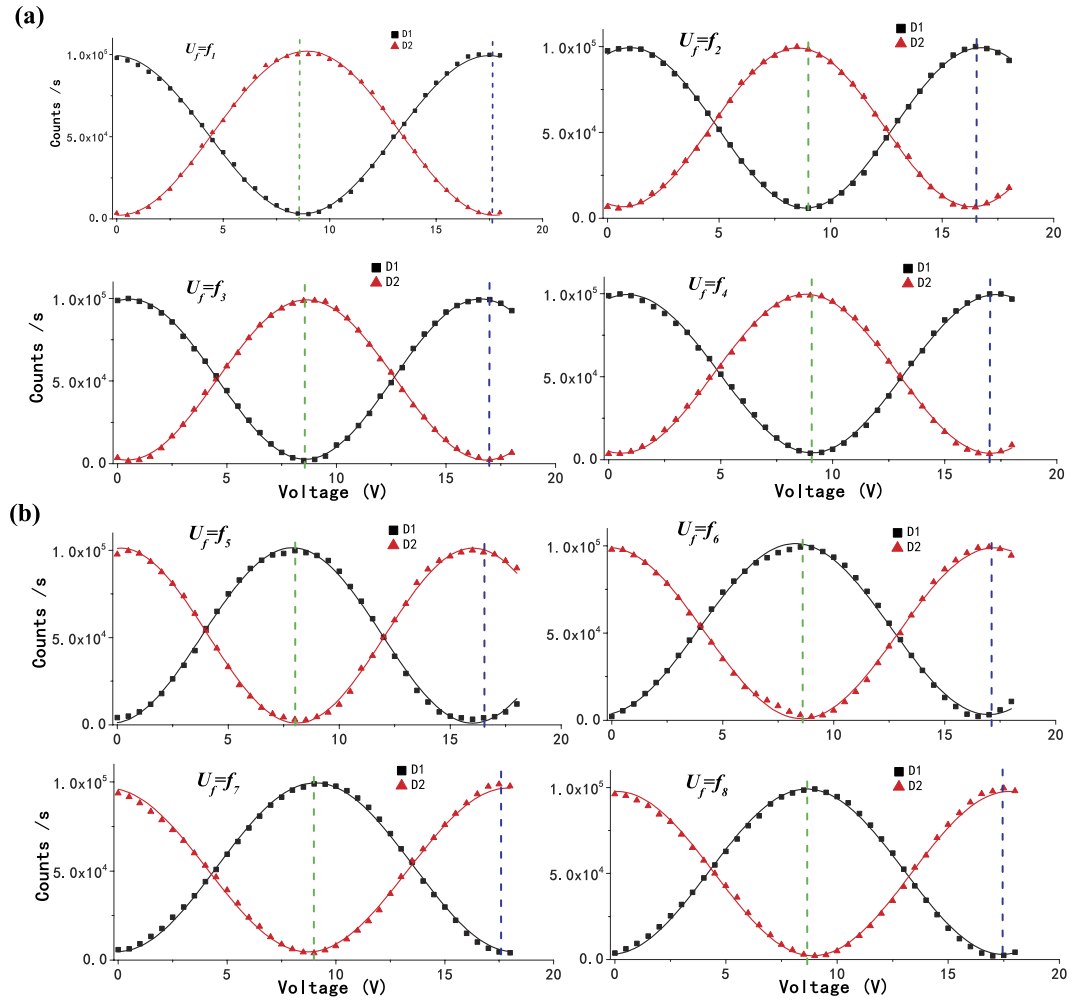 (a)
U_f=f_1
D1
D2
1.0x10^5
5.0x10^4
0.0
Counts /s
0 5 10 15 20
U_f=f_2
D1
D2
1.0x10^5
5.0x10^4
0.0
0 5 10 15 20
U_f=f_3
D1
D2
1.0x10^5
5.0x10^4
0.0
Counts /s
0 5 10 15 20
Voltage (V)
U_f=f_4
D1
D2
1.0x10^5
5.0x10^4
0.0
0 5 10 15 20
Voltage (V)
(b)
U_f=f_5
D1
D2
1.0x10^5
5.0x10^4
0.0
Counts /s
0 5 10 15 20
U_f=f_6
D1
D2
1.0x10^5
5.0x10^4
0.0
0 5 10 15 20
U_f=f_7
D1
D2
1.0x10^5
5.0x10^4
0.0
Counts /s
0 5 10 15 20
Voltage (V)
U_f=f_8
D1
D2
1.0x10^5
5.0x10^4
0.0
0 5 10 15 20
Voltage (V)